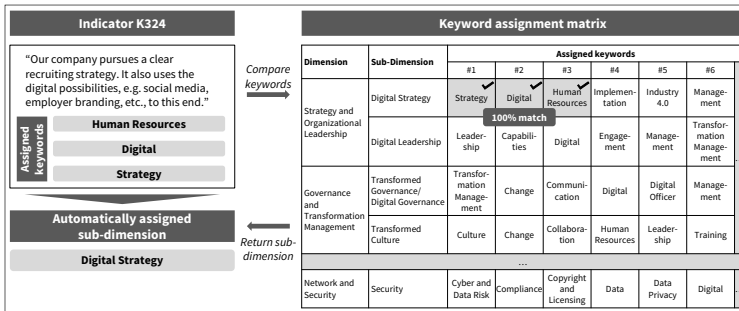 Indicator K324
“Our company pursues a clear
recruiting strategy. It also uses the
digital possibilities, e.g. social media,
employer branding, etc., to this end.”
Assigned
keywords
Human Resources
Digital
Strategy
Automatically assigned
sub-dimension
Digital Strategy
Compare
keywords
Return sub-
dimension
Keyword assignment matrix
Dimension
Sub-Dimension
Assigned keywords
#1
#2
#3
#4
#5
#6
Strategy and
Organizational
Leadership
Digital Strategy
Strategy
Digital
Human
Resources
Implemen-
tation
Industry
4.0
Manage-
ment
100% match
Digital Leadership
Leader-
ship
Capabili-
ties
Digital
Engage-
ment
Manage-
ment
Transfor-
mation
Manage-
ment
Governance
and
Transformation
Management
Transformed
Governance/
Digital Governance
Transfor-
mation
Manage-
ment
Change
Communi-
cation
Digital
Digital
Officer
Manage-
ment
Transformed
Culture
Culture
Change
Collabora-
tion
Human
Resources
Leader-
ship
Training
...
Network and
Security
Security
Cyber and
Data Risk
Compliance
Copyright
and
Licensing
Data
Data
Privacy
Digital